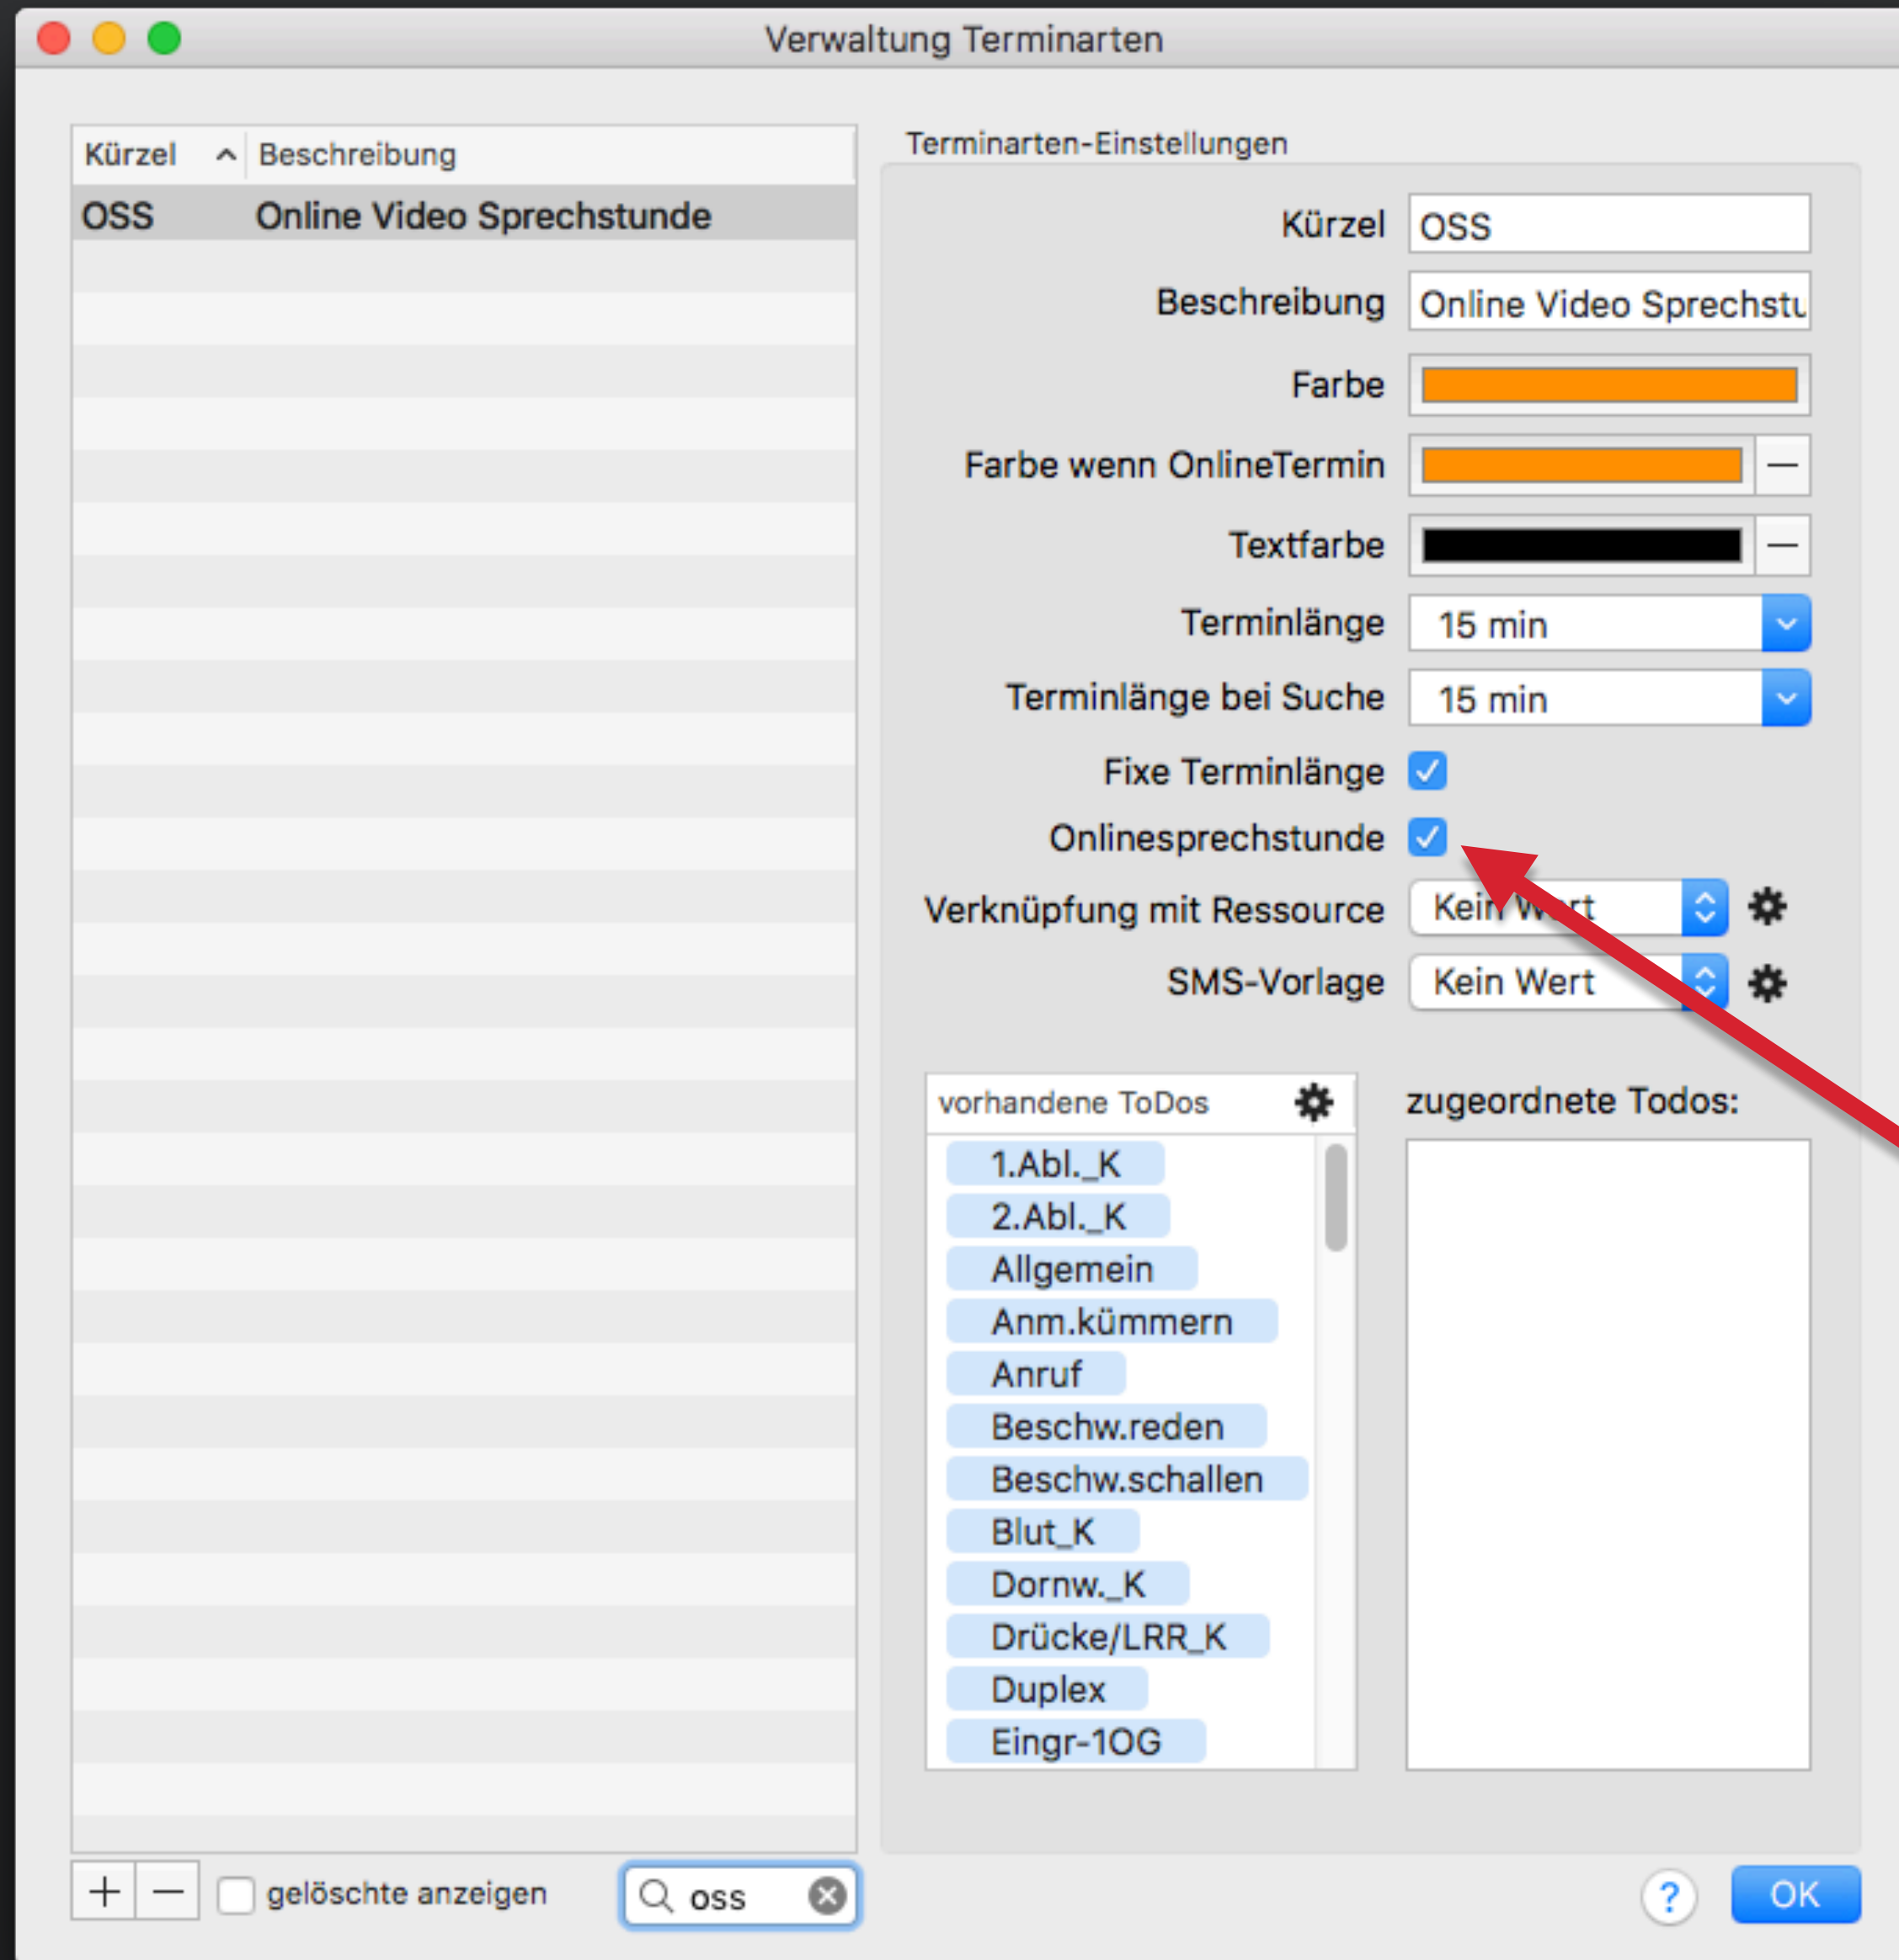 Verwaltung Terminarten
Kürzel Beschreibung
OSS Online Video Sprechstunde
gelöschte anzeigen
oss
Terminarten-Einstellungen
Kürzel OSS
Beschreibung Online Video Sprechstu
Farbe
Farbe wenn OnlineTermin
Textfarbe
Terminlänge 15 min
Terminlänge bei Suche 15 min
Fixe Terminlänge
Onlinesprechstunde
Verknüpfung mit Ressource Kein Wert
SMS-Vorlage Kein Wert
vorhandene ToDos
1.Abl._K
2.Abl._K
Allgemein
Anm.kümmern
Anruf
Beschw.reden
Beschw.schallen
Blut_K
Dornw._K
Drücke/LRR_K
Duplex
Eingr-1OG
zugeordnete Todos:
? OK